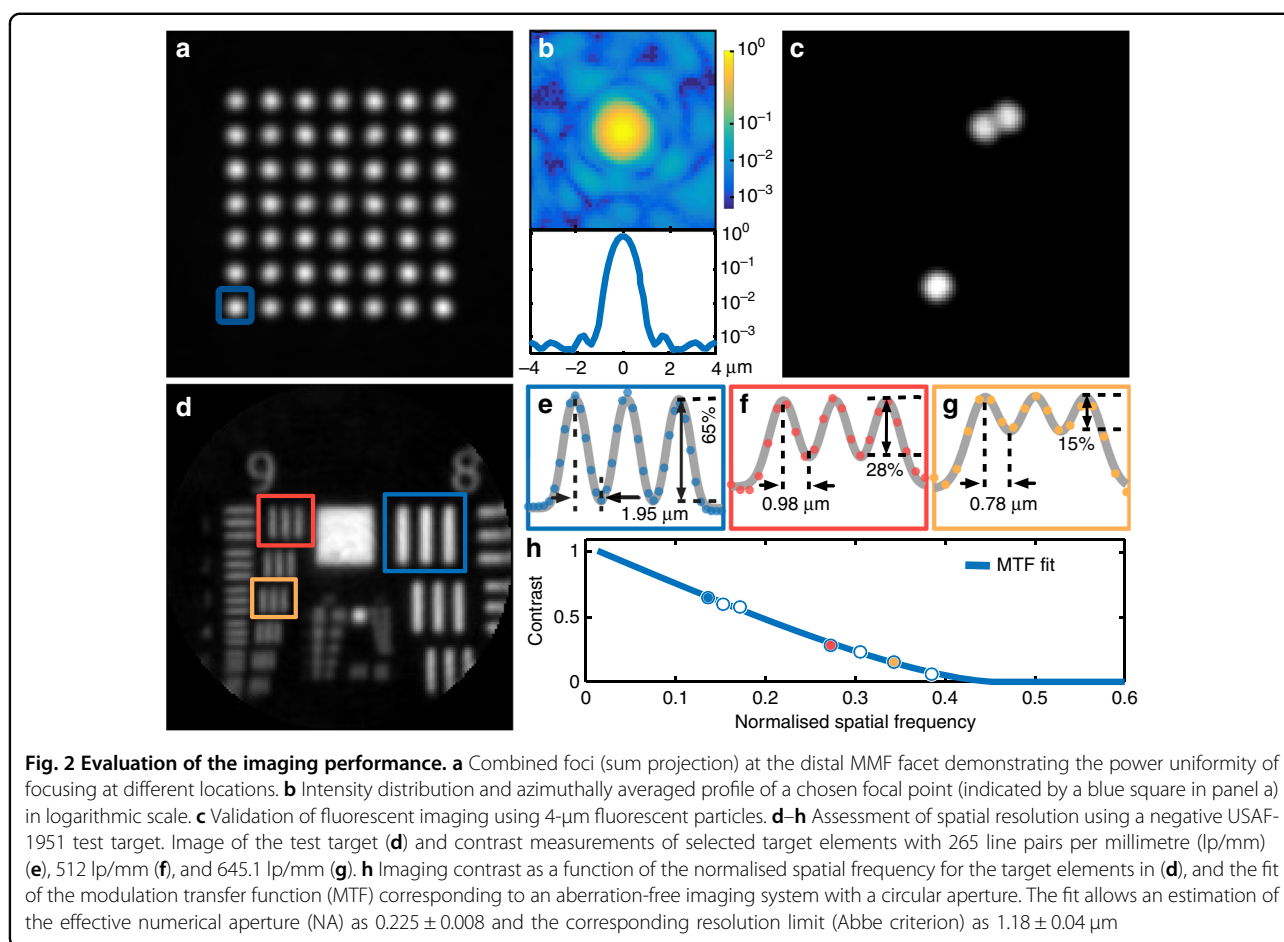 a
b
10⁰
10⁻¹
10⁻²
10⁻³
10⁰
10⁻¹
10⁻²
10⁻³
−4 −2 0 2 4 µm
c
d
9 8
e
65%
1.95 µm
f
28%
0.98 µm
g
15%
0.78 µm
h
MTF fit
Contrast
1
0.5
0
0 0.1 0.2 0.3 0.4 0.5 0.6
Normalised spatial frequency
Fig. 2 Evaluation of the imaging performance. a Combined foci (sum projection) at the distal MMF facet demonstrating the power uniformity of
focusing at different locations. b Intensity distribution and azimuthally averaged profile of a chosen focal point (indicated by a blue square in panel a)
in logarithmic scale. c Validation of fluorescent imaging using 4-µm fluorescent particles. d–h Assessment of spatial resolution using a negative USAF-
1951 test target. Image of the test target (d) and contrast measurements of selected target elements with 265 line pairs per millimetre (lp/mm)
(e), 512 lp/mm (f), and 645.1 lp/mm (g). h Imaging contrast as a function of the normalised spatial frequency for the target elements in (d), and the fit
of the modulation transfer function (MTF) corresponding to an aberration-free imaging system with a circular aperture. The fit allows an estimation of
the effective numerical aperture (NA) as 0.225 ± 0.008 and the corresponding resolution limit (Abbe criterion) as 1.18 ± 0.04 µm